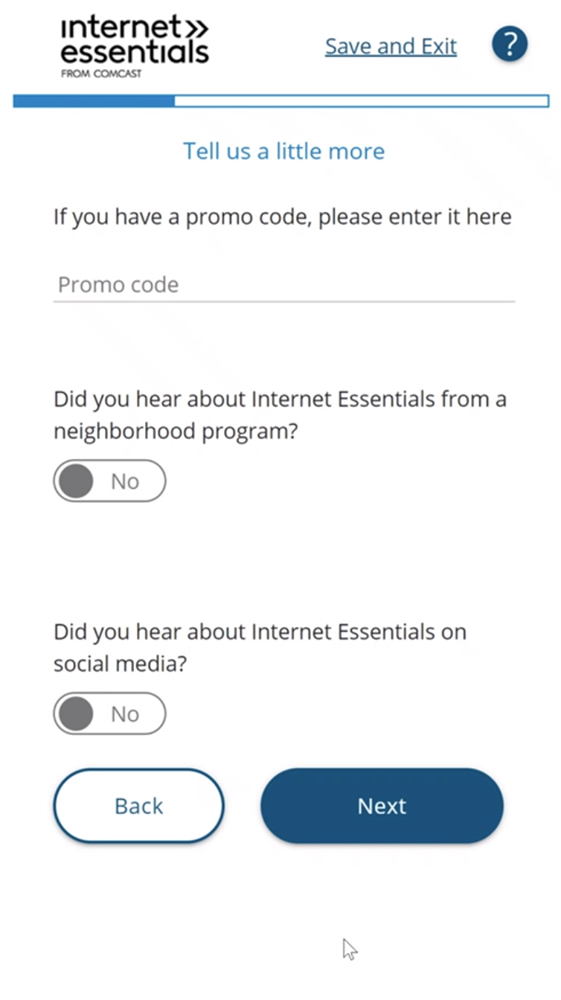 internet»
essentials
FROM COMCAST
Save and Exit
?
Tell us a little more
If you have a promo code, please enter it here
Promo code
Did you hear about Internet Essentials from a
neighborhood program?
No
Did you hear about Internet Essentials on
social media?
No
Back
Next